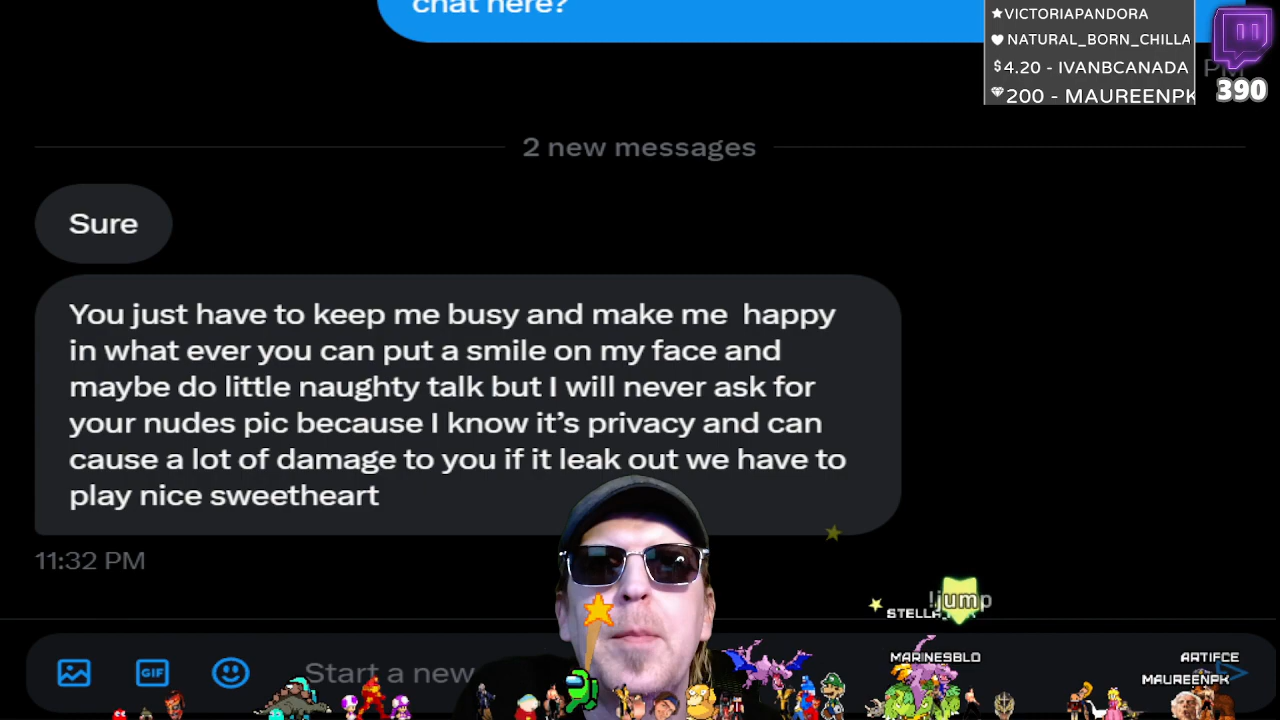 chat here?
★VICTORIAPANDORA
NATURAL_BORN_CHILLA
$4.20 - IVANBCANADA
200 - MAUREENPK
PM
390
2 new messages
Sure
You just have to keep me busy and make me happy
in what ever you can put a smile on my face and
maybe do little naughty talk but I will never ask for
your nudes pic because I know it’s privacy and can
cause a lot of damage to you if it leak out we have to
play nice sweetheart
11:32 PM
!jump
GIF
Start a new
MARINESBLO
ARTIFCE
MAUREENPK